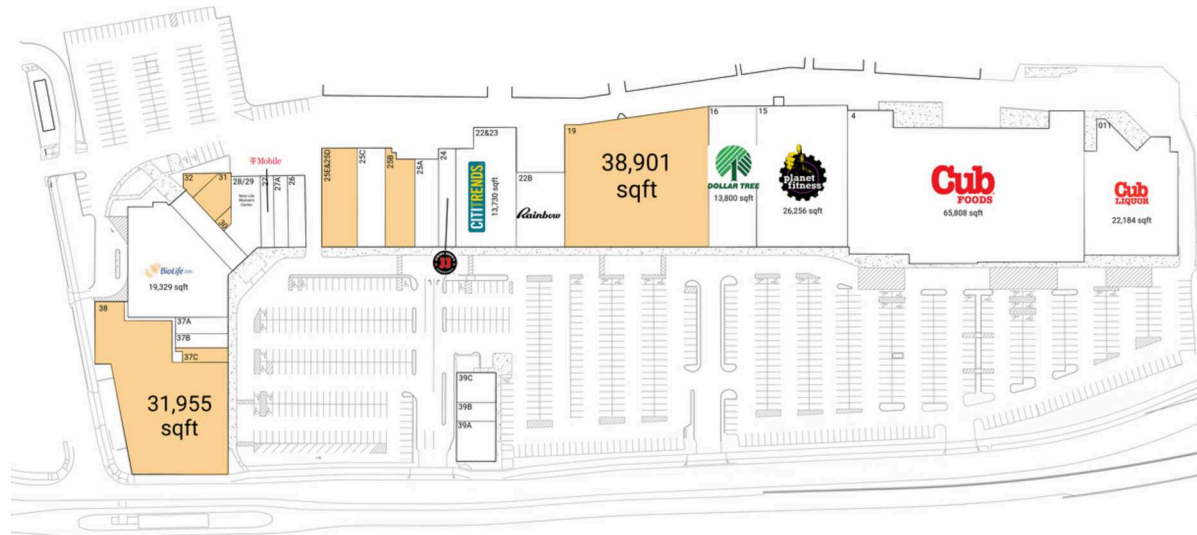 32
31
30
T Mobile
28/29
New Life
Women's
Center
27
27A
26
25E&25D
25C
25B
25A
24
22&23
CITITRENDS
13,730 sqft
22B
Rainbow
19
38,901
sqft
16
DOLLAR TREE
13,800 sqft
15
planet
fitness
26,256 sqft
4
Cub
FOODS
65,808 sqft
011
Cub
LIQUOR
22,184 sqft
33
BioLife
19,329 sqft
38
37A
37B
37C
31,955
sqft
39C
39B
39A